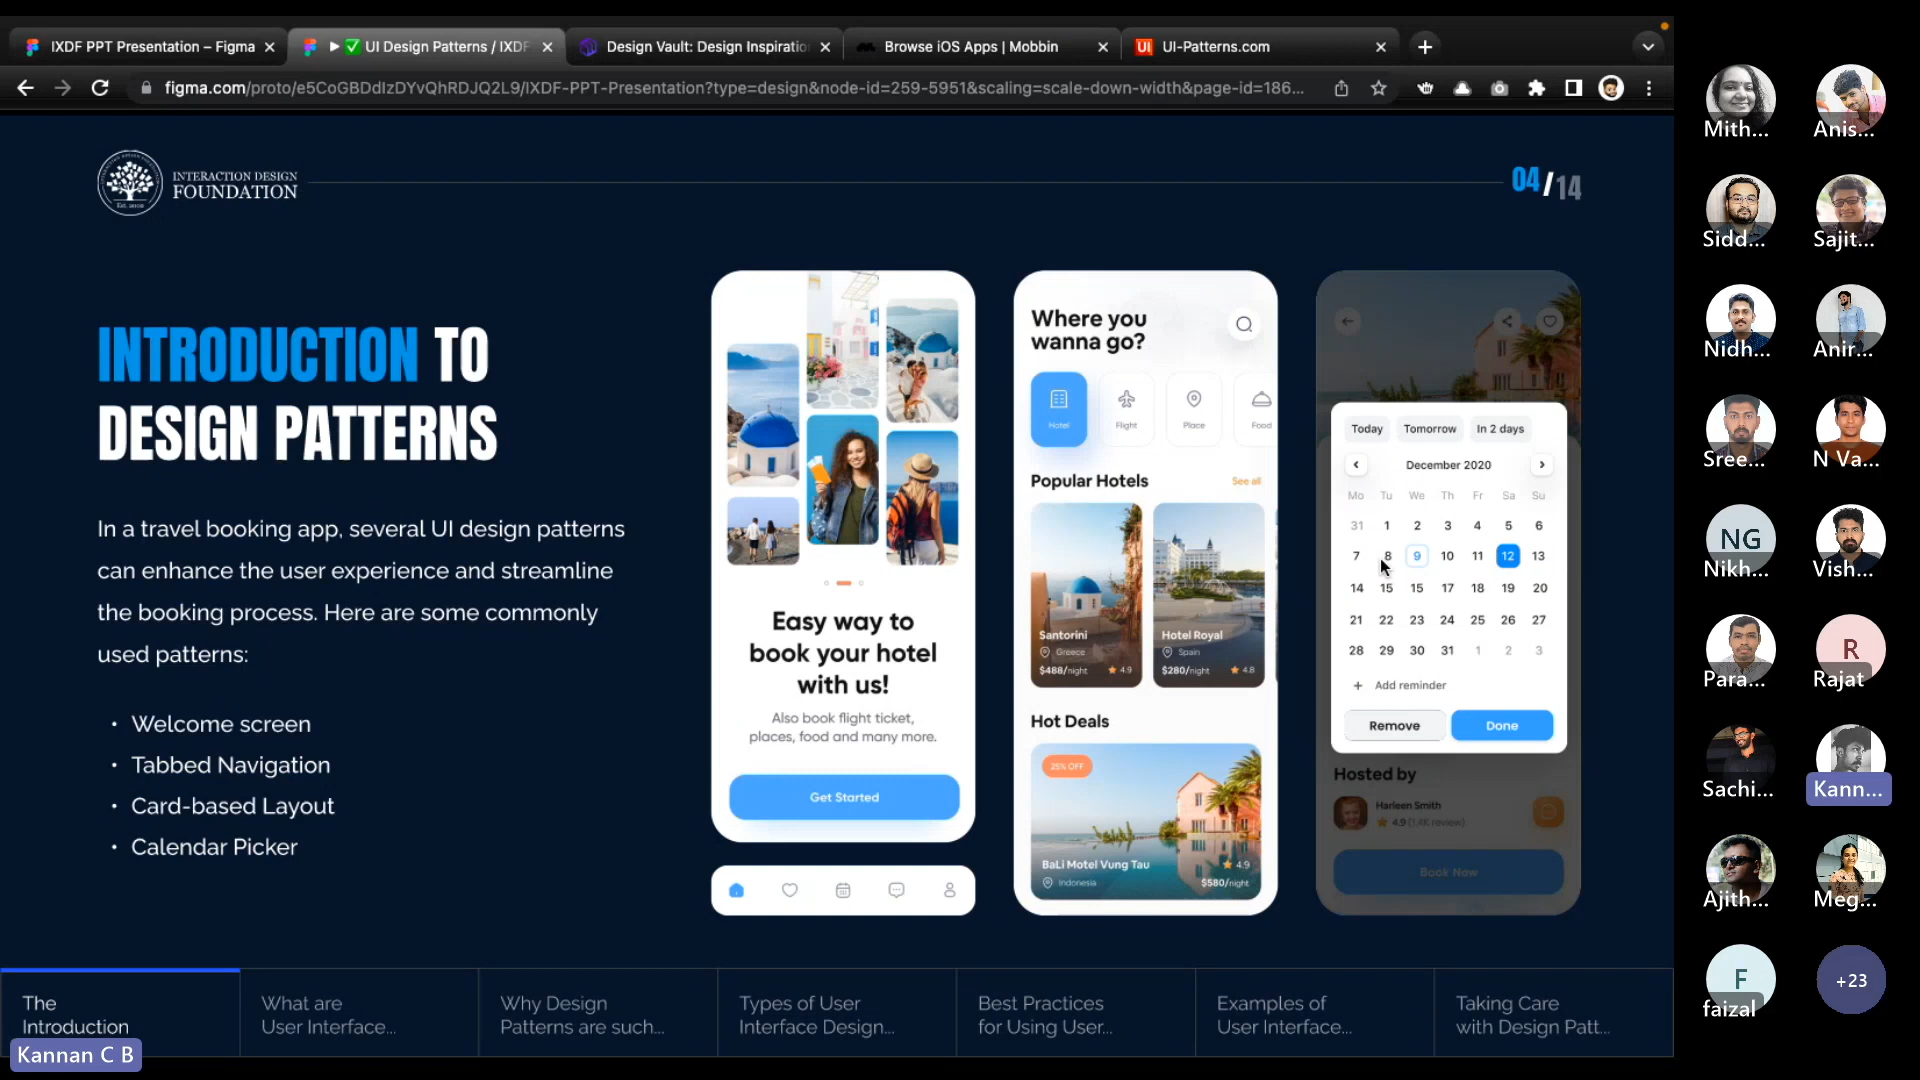 IXDF PPT Presentation – Figma
UI Design Patterns / IXDF
Design Vault: Design Inspiratio
Browse iOS Apps | Mobbin
UI UI-Patterns.com
figma.com/proto/e5CoGBDdIzDYvQhRDJQ2L9/IXDF-PPT-Presentation?type=design&node-id=259-5951&scaling=scale-down-width&page-id=186...
INTERACTION DESIGN
FOUNDATION
04/14
INTRODUCTION TO
DESIGN PATTERNS
In a travel booking app, several UI design patterns
can enhance the user experience and streamline
the booking process. Here are some commonly
used patterns:
• Welcome screen
• Tabbed Navigation
• Card-based Layout
• Calendar Picker
Easy way to
book your hotel
with us!
Also book flight ticket,
places, food and many more.
Get Started
Where you
wanna go?
Hotel Flight Place Food
Popular Hotels See all
Santorini
Greece
$488/night 4.9
Hotel Royal
Spain
$280/night 4.8
Hot Deals
25% OFF
BaLi Motel Vung Tau 4.9
Indonesia $580/night
Today Tomorrow In 2 days
December 2020
Mo Tu We Th Fr Sa Su
31 1 2 3 4 5 6
7 8 9 10 11 12 13
14 15 15 17 18 19 20
21 22 23 24 25 26 27
28 29 30 31 1 2 3
+ Add reminder
Remove Done
Hosted by
Harleen Smith
4.9 (1.4K review)
Book Now
The
Introduction
What are
User Interface...
Why Design
Patterns are such...
Types of User
Interface Design...
Best Practices
for Using User...
Examples of
User Interface...
Taking Care
with Design Patt...
Kannan C B
Mith... Anis...
Sidd... Sajit...
Nidh... Anir...
Sree... N Va...
NG
Nikh... Vish...
R
Para... Rajat
Sachi... Kann...
Ajith... Meg...
F +23
faizal